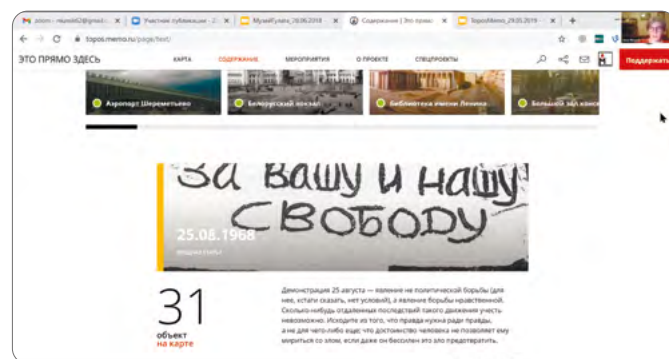 zoom - mundel62@gmail.c
Участник публикации - 2
МузейГулага_26.06.2018
Содержание | Это прямо
ToposMemo_29.05.2019
topos.memo.ru/page/text/
ЭТО ПРЯМО ЗДЕСЬ
КАРТА
СОДЕРЖАНИЕ
МЕРОПРИЯТИЯ
О ПРОЕКТЕ
СПЕЦПРОЕКТЫ
Поддержать
Аэропорт Шереметьево
Белорусский вокзал
Библиотека имени Ленина
Большой зал конс
За вашу и нашу
СВОБОДУ
25.08.1968
31
объект
на карте
Демонстрация 25 августа — явление не политической борьбы (для
нее, кстати сказать, нет условий), а явление борьбы нравственной.
Сколько-нибудь отдаленных последствий такого движения учесть
невозможно. Исходите из того, что правда нужна ради правды,
а не для чего-либо еще; что достоинство человека не позволяет ему
мириться со злом, если даже он бессилен это зло предотвратить.